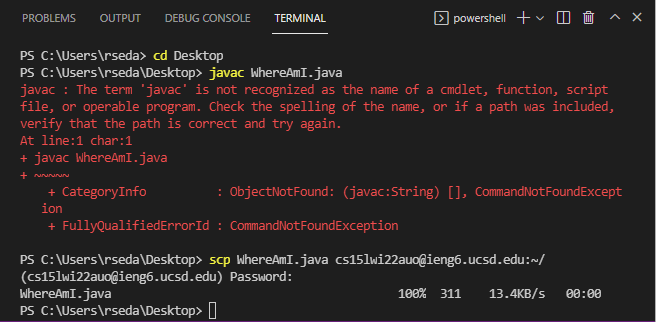 PROBLEMS OUTPUT DEBUG CONSOLE TERMINAL powershell
PS C:\Users\rseda> cd Desktop
PS C:\Users\rseda\Desktop> javac WhereAmI.java
javac : The term 'javac' is not recognized as the name of a cmdlet, function, script
file, or operable program. Check the spelling of the name, or if a path was included,
verify that the path is correct and try again.
At line:1 char:1
+ javac WhereAmI.java
+ ~~~~~
+ CategoryInfo : ObjectNotFound: (javac:String) [], CommandNotFoundExcept
ion
+ FullyQualifiedErrorId : CommandNotFoundException
PS C:\Users\rseda\Desktop> scp WhereAmI.java cs15lwi22auo@ieng6.ucsd.edu:~/
(cs15lwi22auo@ieng6.ucsd.edu) Password:
WhereAmI.java 100% 311 13.4KB/s 00:00
PS C:\Users\rseda\Desktop>